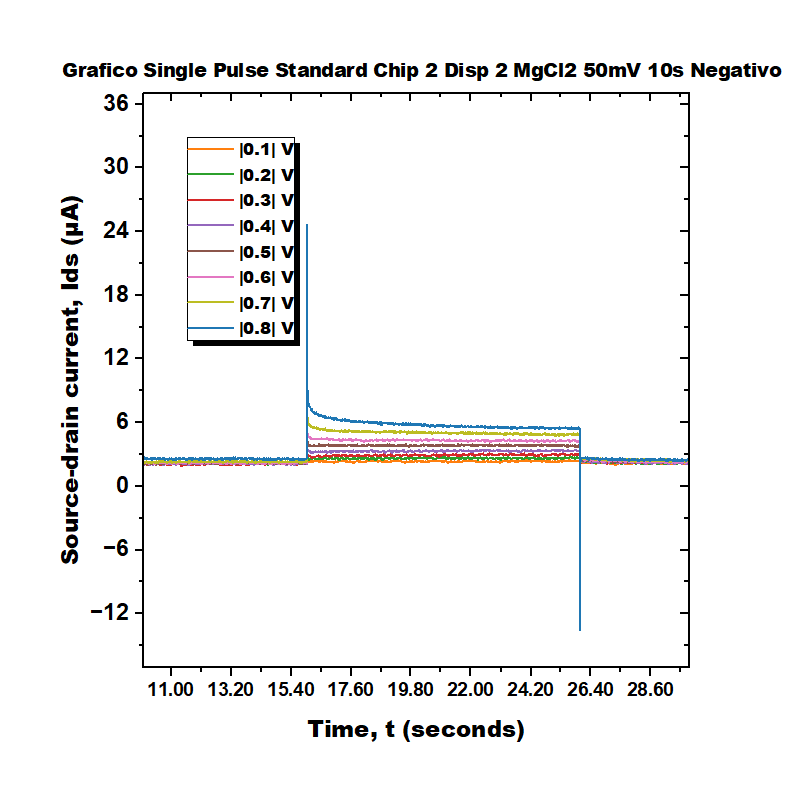 Grafico Single Pulse Standard Chip 2 Disp 2 MgCl2 50mV 10s Negativo
36
30
24
18
12
6
0
−6
−12
Source-drain current, Ids (µA)
|0.1| V
|0.2| V
|0.3| V
|0.4| V
|0.5| V
|0.6| V
|0.7| V
|0.8| V
11.00 13.20 15.40 17.60 19.80 22.00 24.20 26.40 28.60
Time, t (seconds)